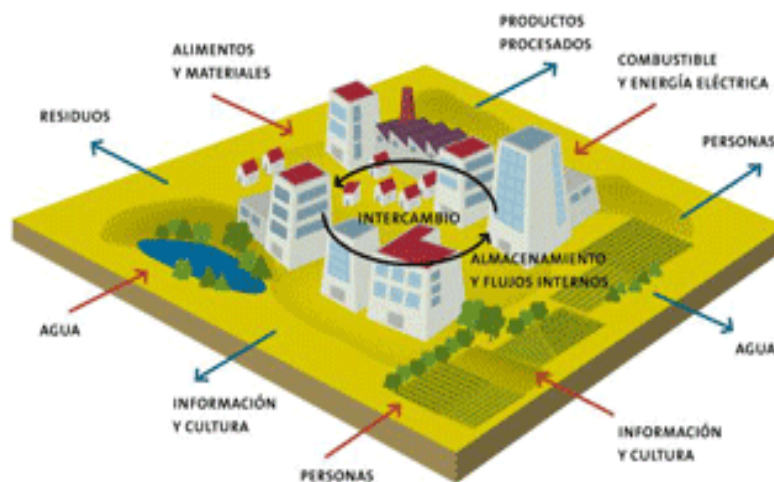 PRODUCTOS
PROCESADOS
ALIMENTOS
Y MATERIALES
COMBUSTIBLE
Y ENERGÍA ELÉCTRICA
RESIDUOS
PERSONAS
INTERCAMBIO
ALMACENAMIENTO
Y FLUJOS INTERNOS
AGUA
AGUA
INFORMACIÓN
Y CULTURA
INFORMACIÓN
Y CULTURA
PERSONAS